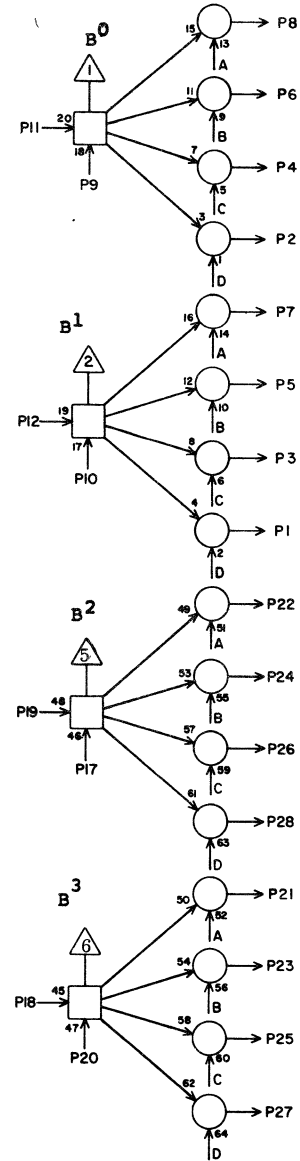 B0
1
P11 20 18
P9
15 13 P8
A
11 9 P6
B
7 5 P4
C
3 1 P2
D
B1
2
P12 19 17
P10
16 14 P7
A
12 10 P5
B
8 6 P3
C
4 2 P1
D
B2
5
P19 48 46
P17
49 51 P22
A
53 55 P24
B
57 59 P26
C
61 63 P28
D
B3
6
P18 45 47
P20
50 52 P21
A
54 56 P23
B
58 60 P25
C
62 64 P27
D